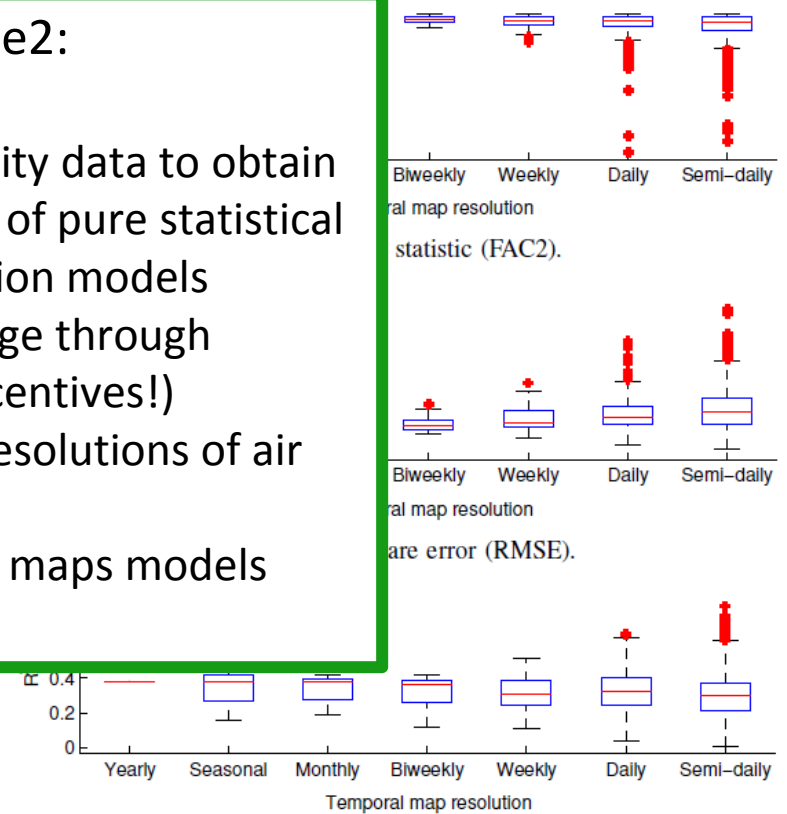 e2:
ity data to obtain
of pure statistical
ion models
ge through
centives!)
esolutions of air
maps models
Biweekly Weekly Daily Semi−daily
ral map resolution
statistic (FAC2).
Biweekly Weekly Daily Semi−daily
ral map resolution
are error (RMSE).
0.4
0.2
0
Yearly Seasonal Monthly Biweekly Weekly Daily Semi−daily
Temporal map resolution